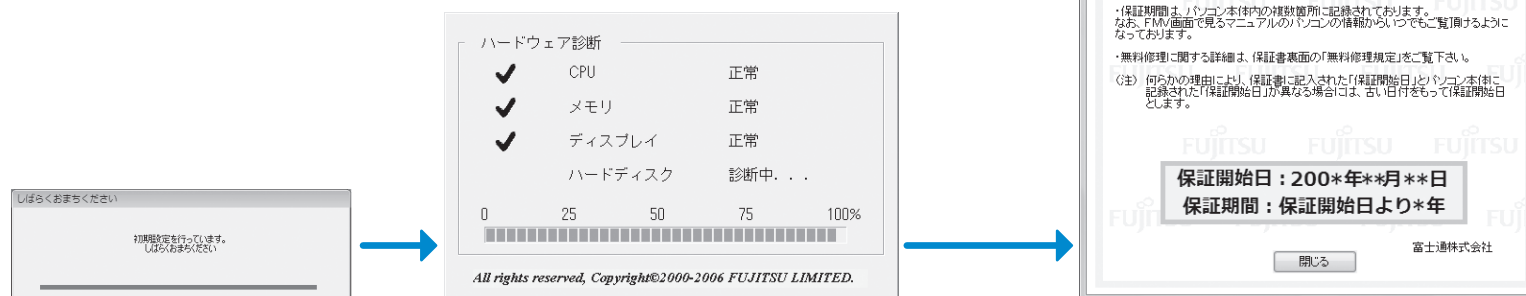 しばらくおまちください
初期設定を行っています。
しばらくおまちください
ハードウェア診断
CPU 正常
メモリ 正常
ディスプレイ 正常
ハードディスク 診断中. . .
0 25 50 75 100%
All rights reserved, Copyright©2000-2006 FUJITSU LIMITED.
・保証期間は、パソコン本体内の複数箇所に記録されております。
なお、FMV画面で見るマニュアルのパソコンの情報からいつでもご覧頂けるように
なっております。
・無料修理に関する詳細は、保証書裏面の「無料修理規定」をご覧下さい。
(注) 何らかの理由により、保証書に記入された「保証開始日」とパソコン本体に
記録された「保証開始日」が異なる場合には、古い日付をもって保証開始日
とします。
FUJITSU FUJITSU FUJITSU
保証開始日：200*年**月**日
保証期間：保証開始日より*年
富士通株式会社
閉じる